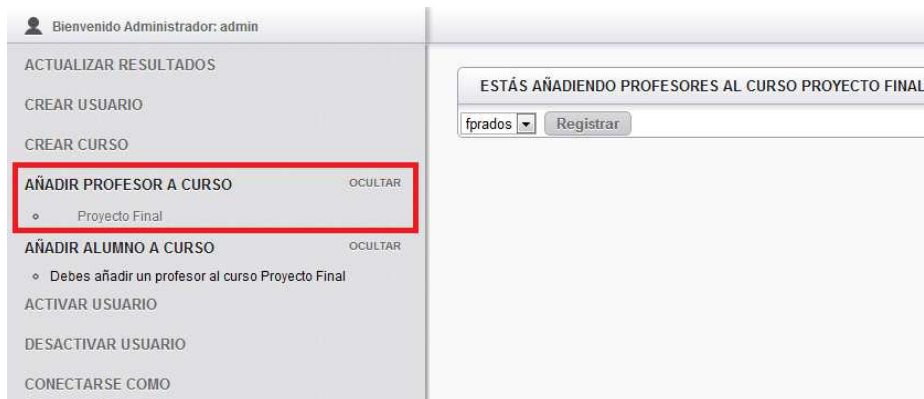 Bienvenido Administrador: admin
ACTUALIZAR RESULTADOS
CREAR USUARIO
CREAR CURSO
AÑADIR PROFESOR A CURSO OCULTAR
Proyecto Final
AÑADIR ALUMNO A CURSO OCULTAR
Debes añadir un profesor al curso Proyecto Final
ACTIVAR USUARIO
DESACTIVAR USUARIO
CONECTARSE COMO
ESTÁS AÑADIENDO PROFESORES AL CURSO PROYECTO FINAL
fprados Registrar